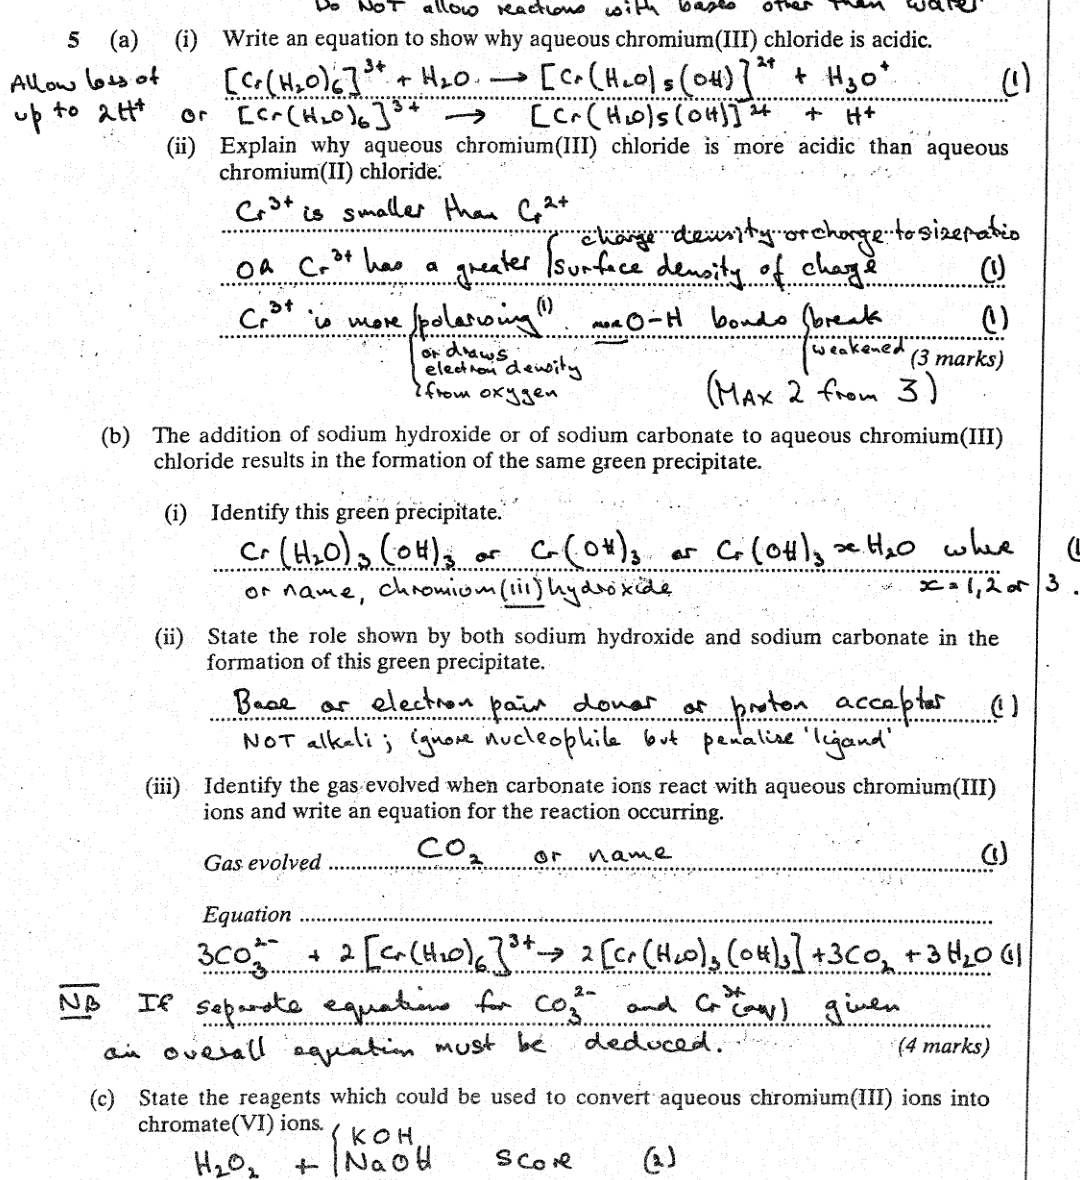 Do NOT allow reactions with bases other than water
5 (a) (i) Write an equation to show why aqueous chromium(III) chloride is acidic.
Allow loss of [Cr(H₂O)₆]³⁺ + H₂O → [Cr(H₂O)₅(OH)]²⁺ + H₃O⁺ (1)
up to 2H⁺ or [Cr(H₂O)₆]³⁺ → [Cr(H₂O)₅(OH)]²⁺ + H⁺
(ii) Explain why aqueous chromium(III) chloride is more acidic than aqueous
chromium(II) chloride.
Cr³⁺ is smaller than Cr²⁺
charge density or charge to size ratio
OR Cr³⁺ has a greater surface density of charge (1)
Cr³⁺ is more polarising (1) O-H bonds break (1)
or draws weakened (3 marks)
electron density
from oxygen (MAX 2 from 3)
(b) The addition of sodium hydroxide or of sodium carbonate to aqueous chromium(III)
chloride results in the formation of the same green precipitate.
(i) Identify this green precipitate.
Cr(H₂O)₃(OH)₃ or Cr(OH)₃ or Cr(OH)₃ xH₂O where (1
or name, chromium(iii) hydroxide x = 1, 2 or 3.
(ii) State the role shown by both sodium hydroxide and sodium carbonate in the
formation of this green precipitate.
Base or electron pair donor or proton acceptor (1)
NOT alkali; ignore nucleophile but penalise 'ligand'
(iii) Identify the gas evolved when carbonate ions react with aqueous chromium(III)
ions and write an equation for the reaction occurring.
Gas evolved CO₂ or name (1)
Equation
3CO₃²⁻ + 2[Cr(H₂O)₆]³⁺ → 2[Cr(H₂O)₃(OH)₃] + 3CO₂ + 3H₂O (1)
NB If separate equations for CO₃²⁻ and Cr³⁺(aq) given
an overall equation must be deduced. (4 marks)
(c) State the reagents which could be used to convert aqueous chromium(III) ions into
chromate(VI) ions.
KOH
H₂O₂ + NaOH score (2)